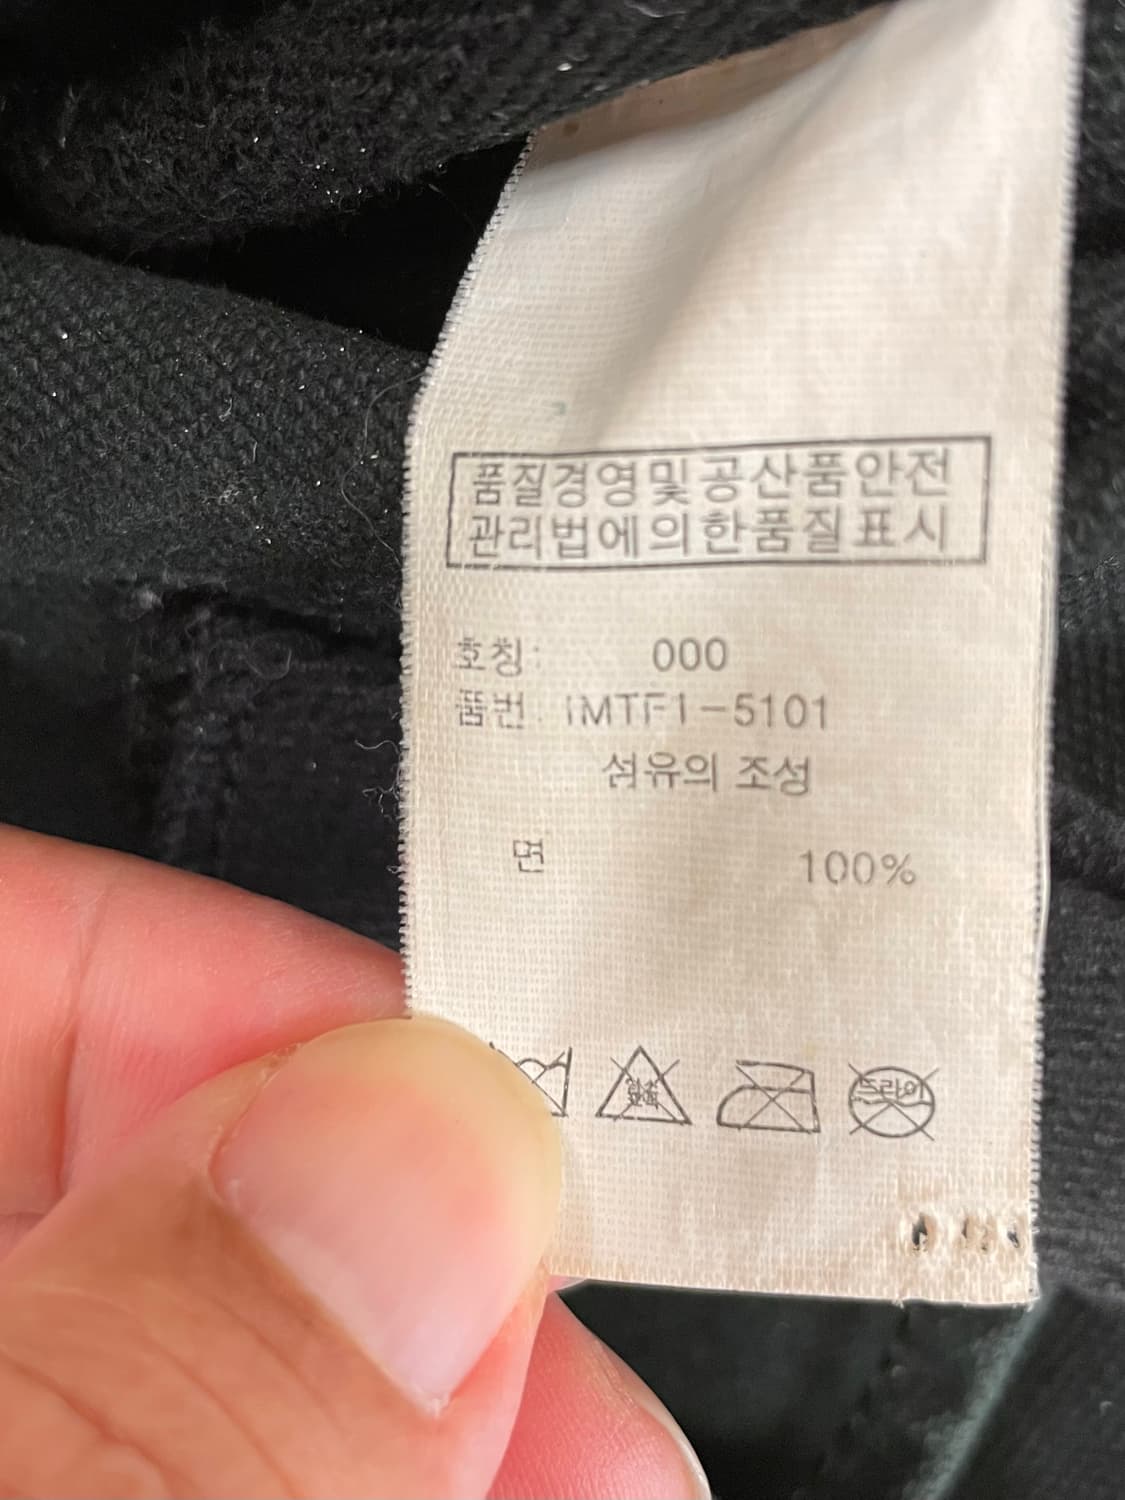 품질경영및공산품안전
관리법에의한품질표시
호칭: 000
품번 IMTF1-5101
섬유의 조성
면 100%
드라이